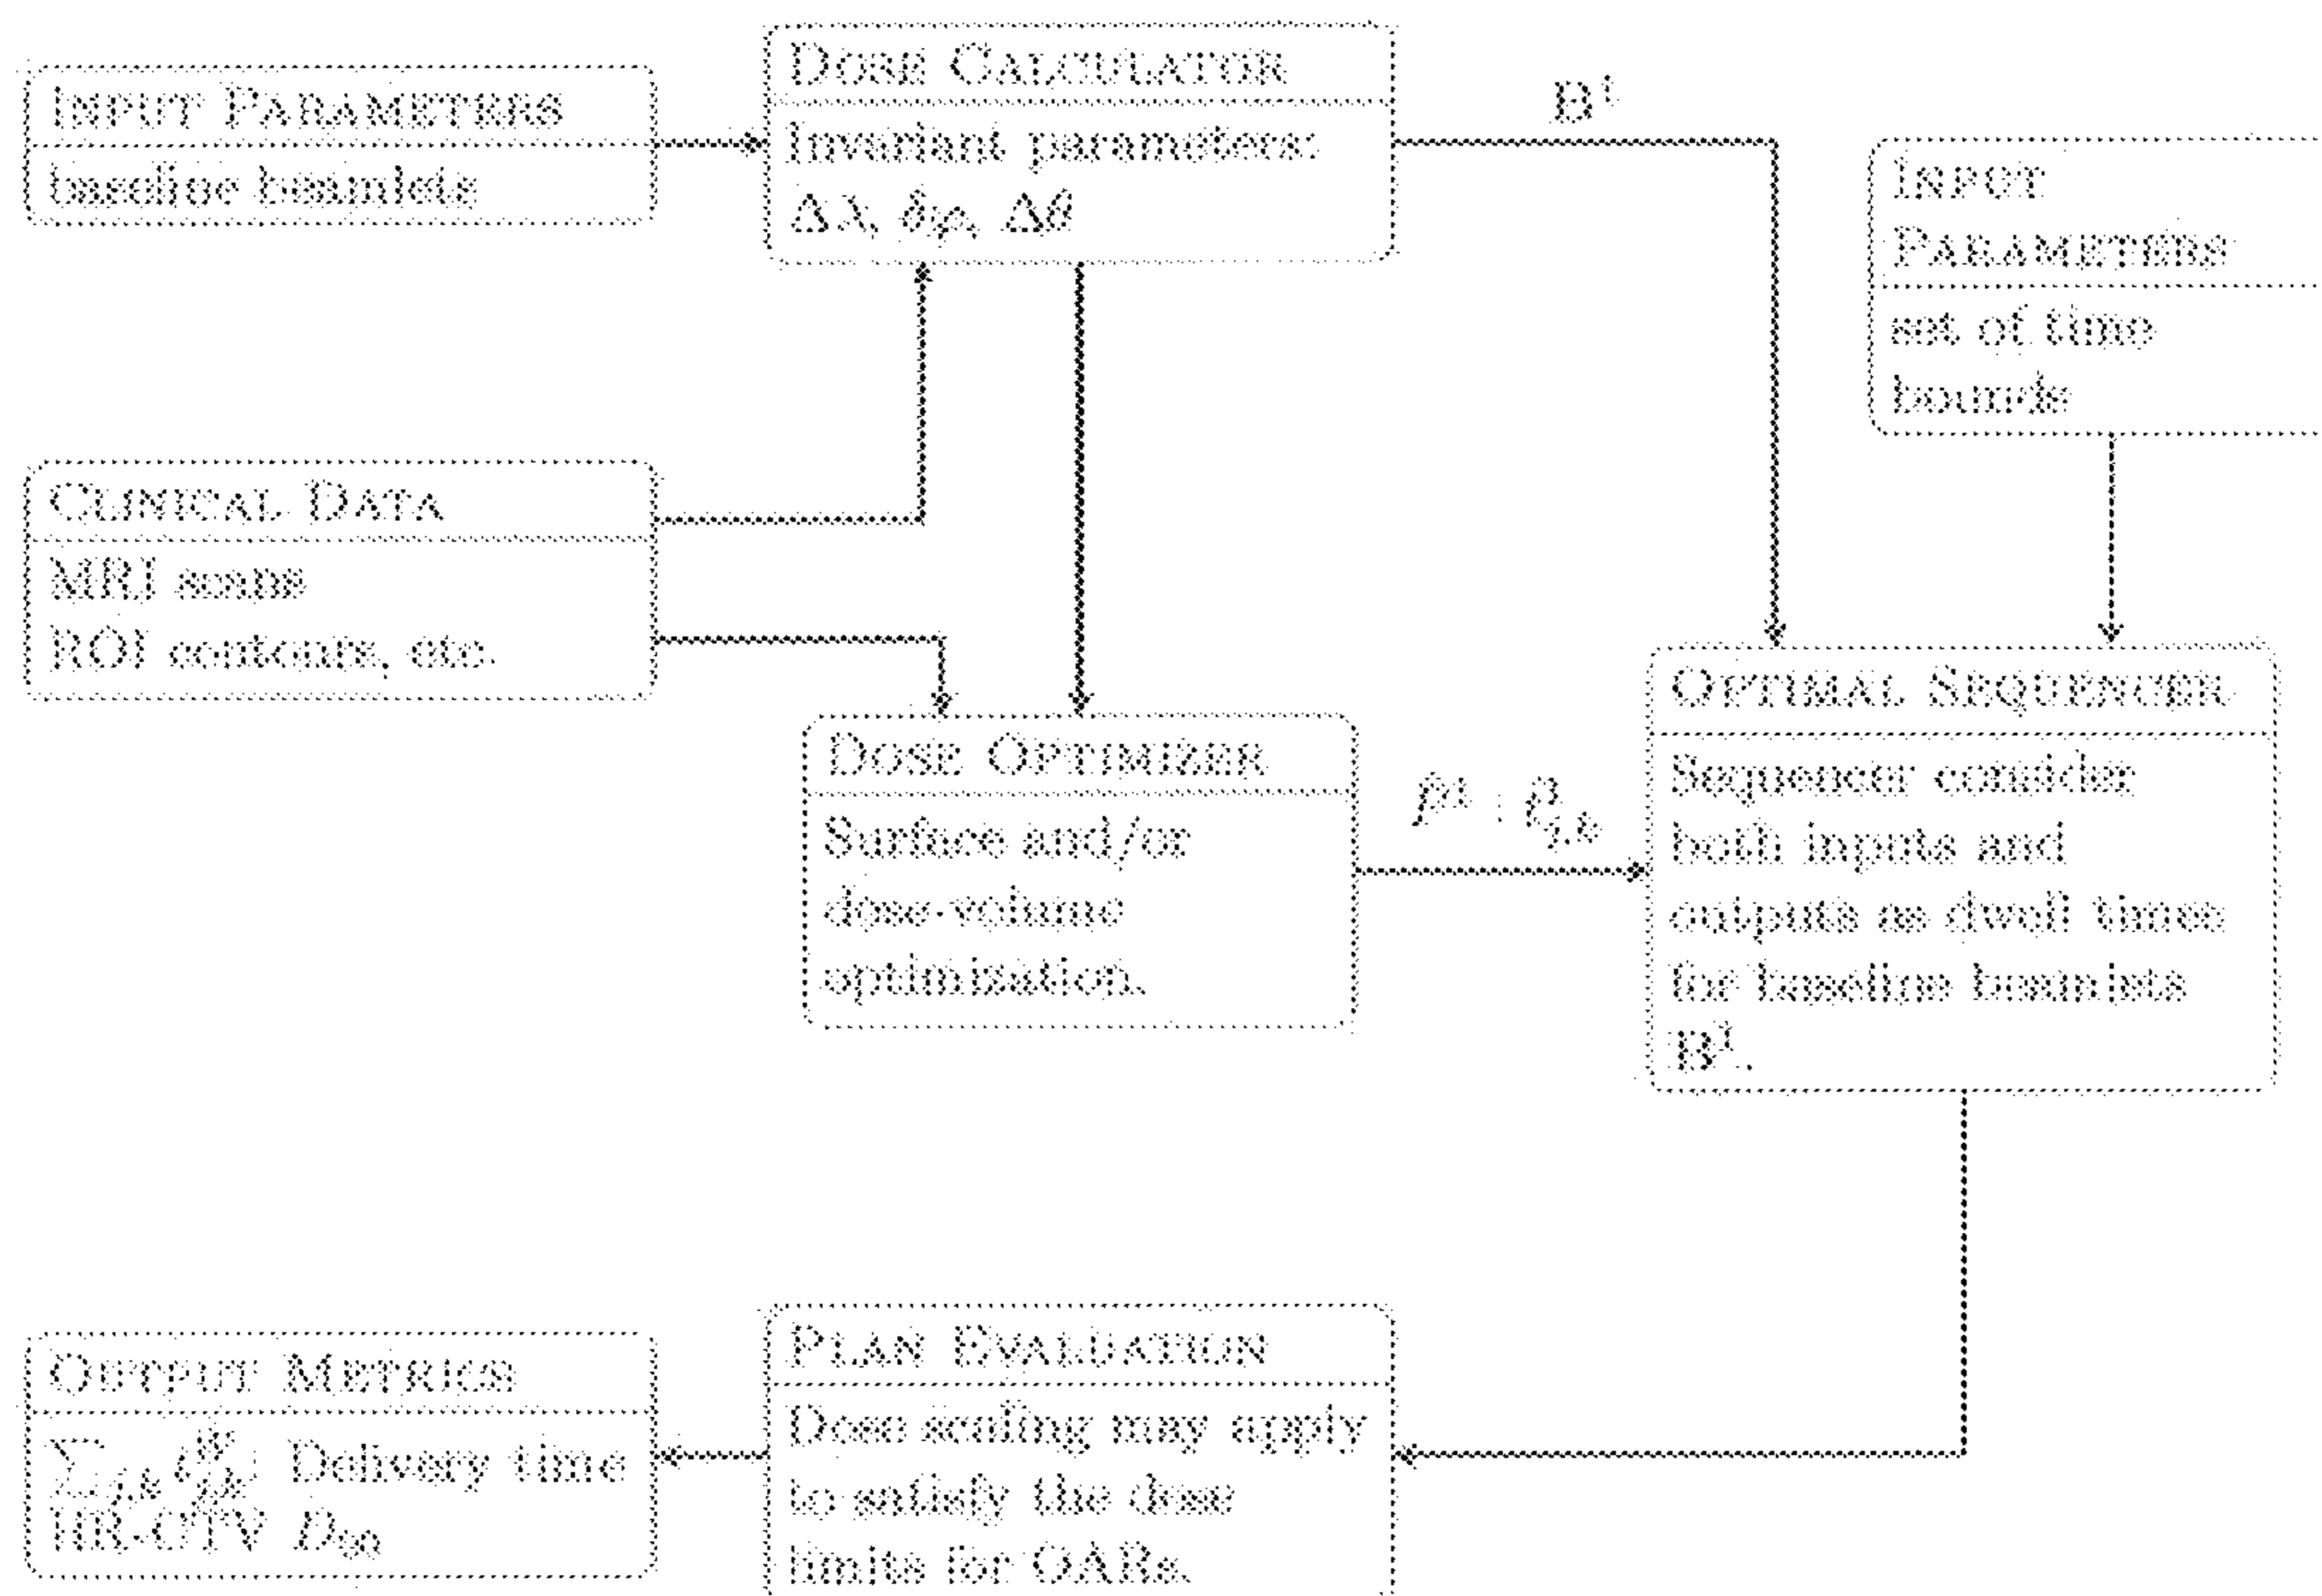 INPUT PARAMETERS
baseline beamlets
DOSE CALCULATOR
Invariant parameters:
Δλ, δφ, Δθ
Bⁱ
INPUT
PARAMETERS
set of time
bounds
CLINICAL DATA
MRI scans
ROI contours, etc.
DOSE OPTIMIZER
Surface and/or
dose-volume
optimisation.
OPTIMAL SEQUENCER
Sequencer consider
both inputs and
outputs as dwell times
for baseline beamlets
Bⁱ.
OUTPUT METRICS
Delivery time
HR-CTV D₉₀
PLAN EVALUATION
Dose scaling may apply
to satisfy the dose
limits for OARs.